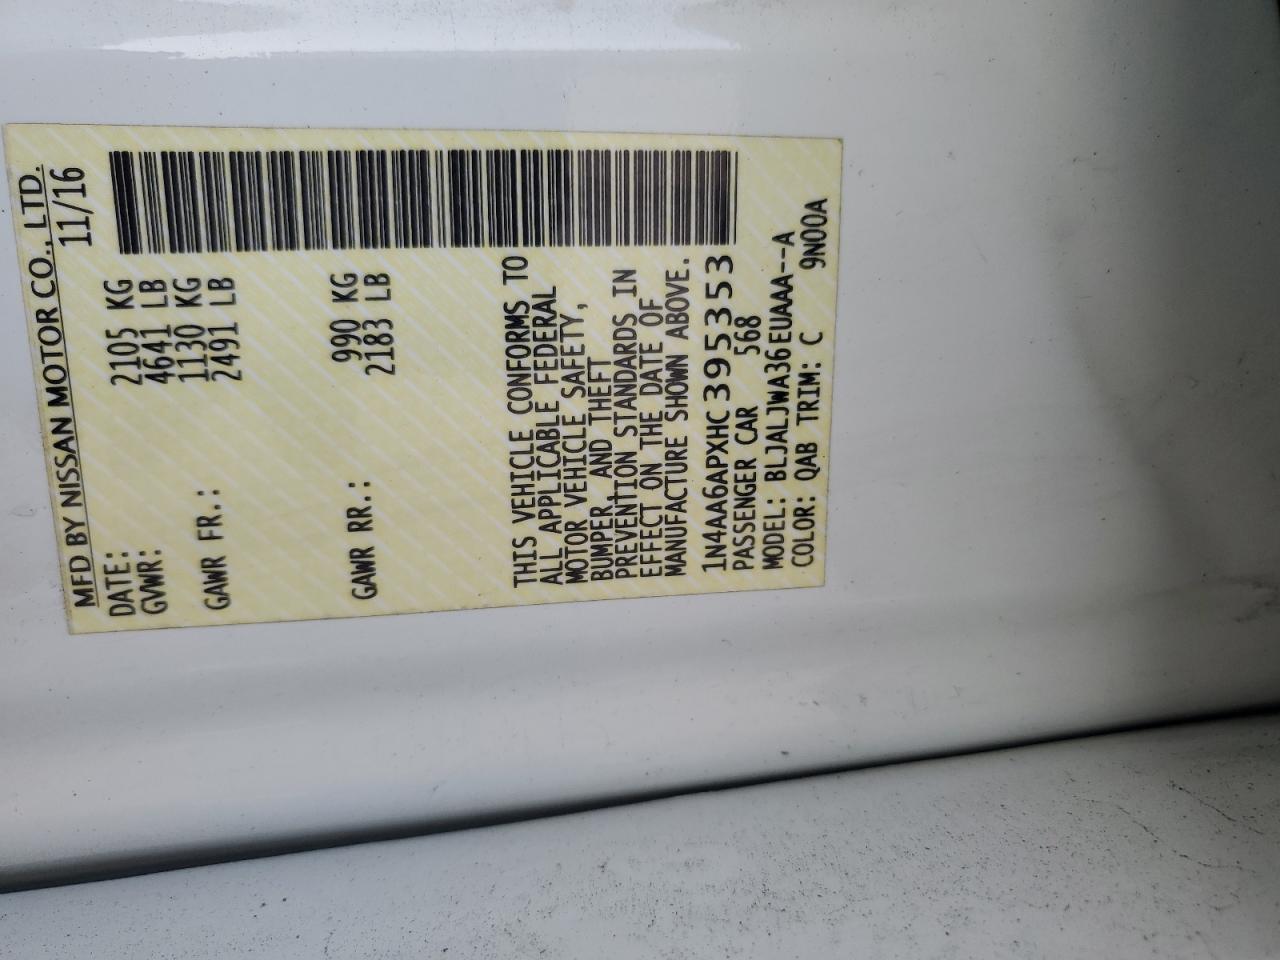 MFD BY NISSAN MOTOR CO., LTD.
DATE: 11/16
GVWR: 2105 KG
4641 LB
GAWR FR.: 1130 KG
2491 LB
GAWR RR.: 990 KG
2183 LB
THIS VEHICLE CONFORMS TO
ALL APPLICABLE FEDERAL
MOTOR VEHICLE SAFETY,
BUMPER, AND THEFT
PREVENTION STANDARDS IN
EFFECT ON THE DATE OF
MANUFACTURE SHOWN ABOVE.
1N4AA6APXHC395353
PASSENGER CAR 568
MODEL: BLJALJWA36EUAAA--A
COLOR: QAB TRIM: C 9N00A